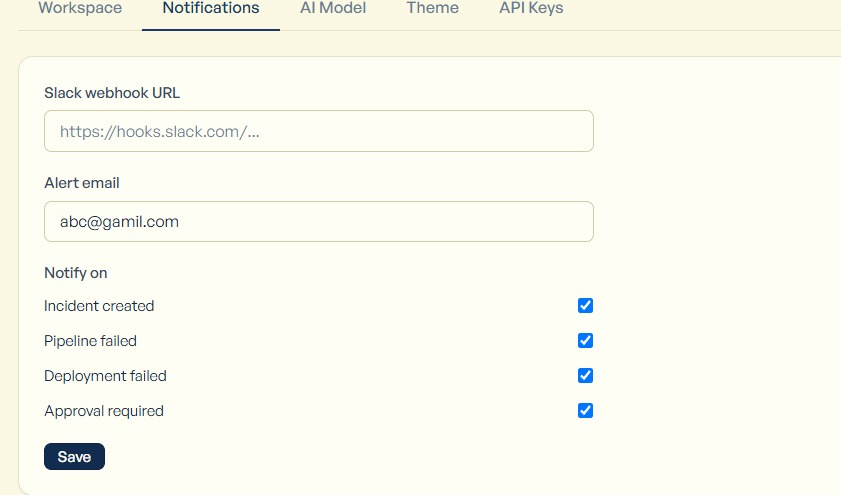 Workspace Notifications AI Model Theme API Keys
Slack webhook URL
https://hooks.slack.com/...
Alert email
abc@gamil.com
Notify on
Incident created
Pipeline failed
Deployment failed
Approval required
Save